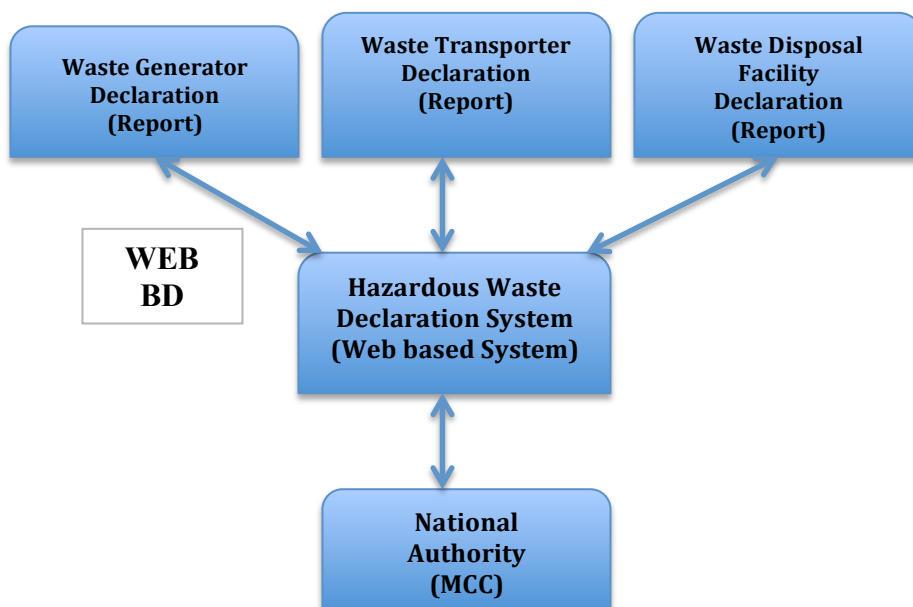 Waste Generator
Declaration
(Report)
Waste Transporter
Declaration
(Report)
Waste Disposal
Facility
Declaration
(Report)
WEB
BD
Hazardous Waste
Declaration System
(Web based System)
National
Authority
(MCC)